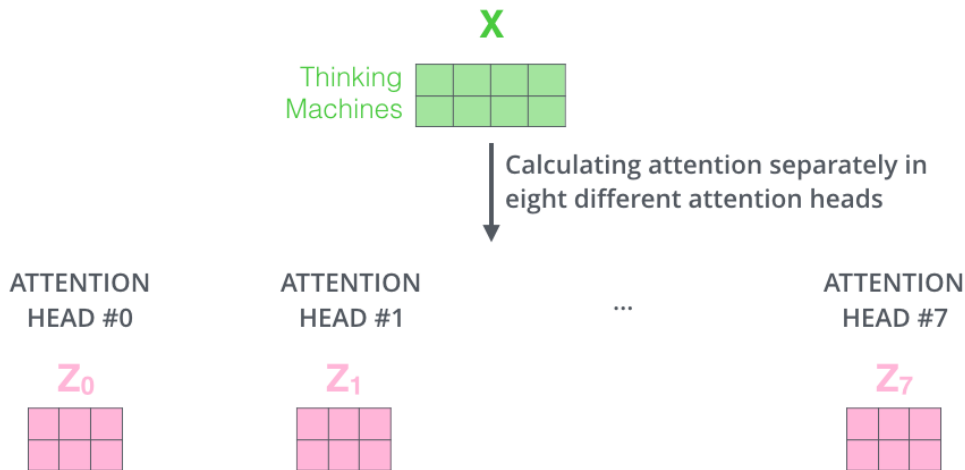 X
Thinking
Machines
Calculating attention separately in
eight different attention heads
ATTENTION
HEAD #0
ATTENTION
HEAD #1
...
ATTENTION
HEAD #7
Z0
Z1
Z7